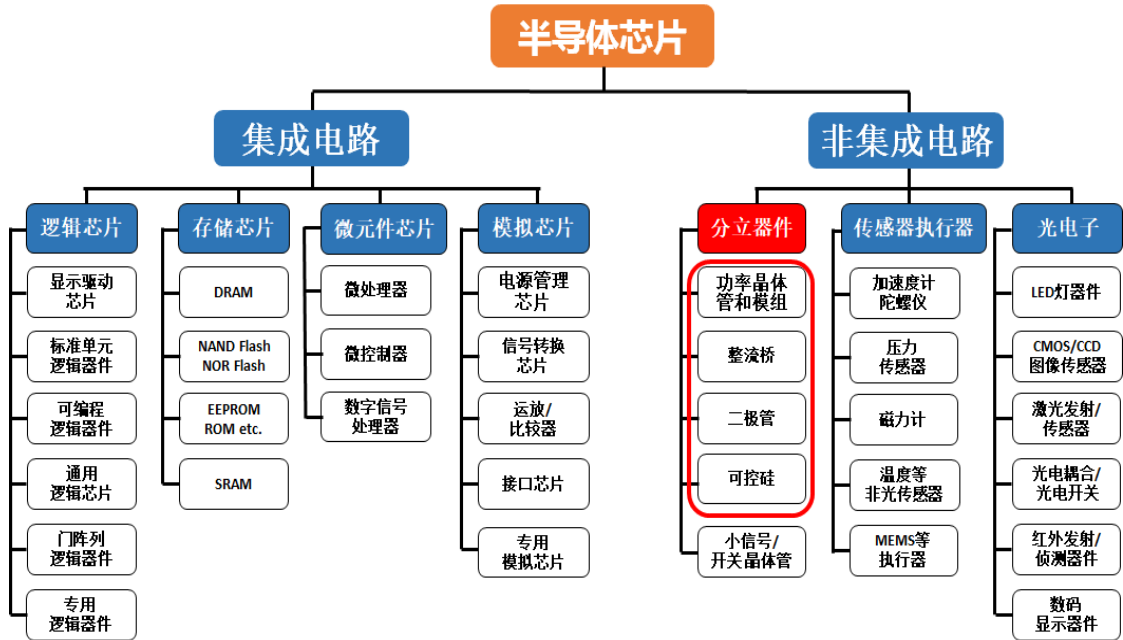 半导体芯片
集成电路
非集成电路
逻辑芯片
存储芯片
微元件芯片
模拟芯片
分立器件
传感器执行器
光电子
显示驱动
芯片
标准单元
逻辑器件
可编程
逻辑器件
通用
逻辑芯片
门阵列
逻辑器件
专用
逻辑器件
DRAM
NAND Flash
NOR Flash
EEPROM
ROM etc.
SRAM
微处理器
微控制器
数字信号
处理器
电源管理
芯片
信号转换
芯片
运放/
比较器
接口芯片
专用
模拟芯片
功率晶体
管和模组
整流桥
二极管
可控硅
小信号/
开关晶体管
加速度计
陀螺仪
压力
传感器
磁力计
温度等
非光传感器
MEMS等
执行器
LED灯器件
CMOS/CCD
图像传感器
激光发射/
传感器
光电耦合/
光电开关
红外发射/
侦测器件
数码
显示器件